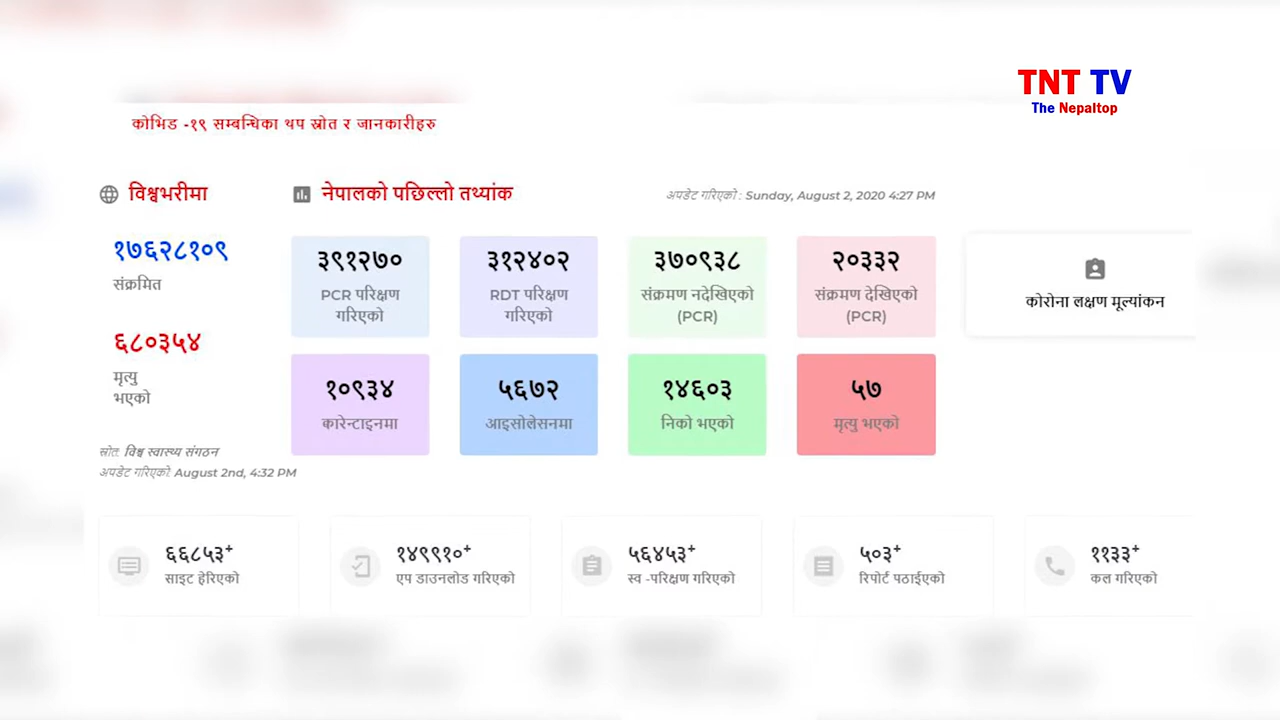 TNT TV
The Nepaltop
कोभिड -१९ सम्बन्धिका थप स्रोत र जानकारीहरु
विश्वभरीमा
१७६२८१०९
संक्रमित
६८०३५४
मृत्यु
भएको
स्रोत: विश्व स्वास्थ्य संगठन
अपडेट गरिएको: August 2nd, 4:32 PM
नेपालको पछिल्लो तथ्यांक
अपडेट गरिएको : Sunday, August 2, 2020 4:27 PM
३९१२७०
PCR परिक्षण
गरिएको
३१२४०२
RDT परिक्षण
गरिएको
३७०९३८
संक्रमण नदेखिएको
(PCR)
२०३३२
संक्रमण देखिएको
(PCR)
१०९३४
कारेन्टाइनमा
५६७२
आइसोलेसनमा
१४६०३
निको भएको
५७
मृत्यु भएको
कोरोना लक्षण मूल्यांकन
६६८५३+
साइट हेरिएको
१४९९१०+
एप डाउनलोड गरिएको
५६४५३+
स्व -परिक्षण गरिएको
५०३+
रिपोर्ट पठाईएको
११३३+
कल गरिएको